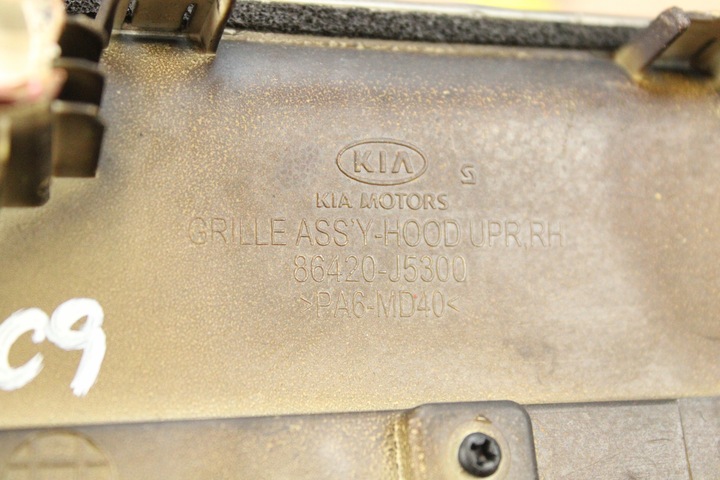 KIA
KIA MOTORS
GRILLE ASS'Y-HOOD UPR,RH
86420-J5300
>PA6-MD40<
C9